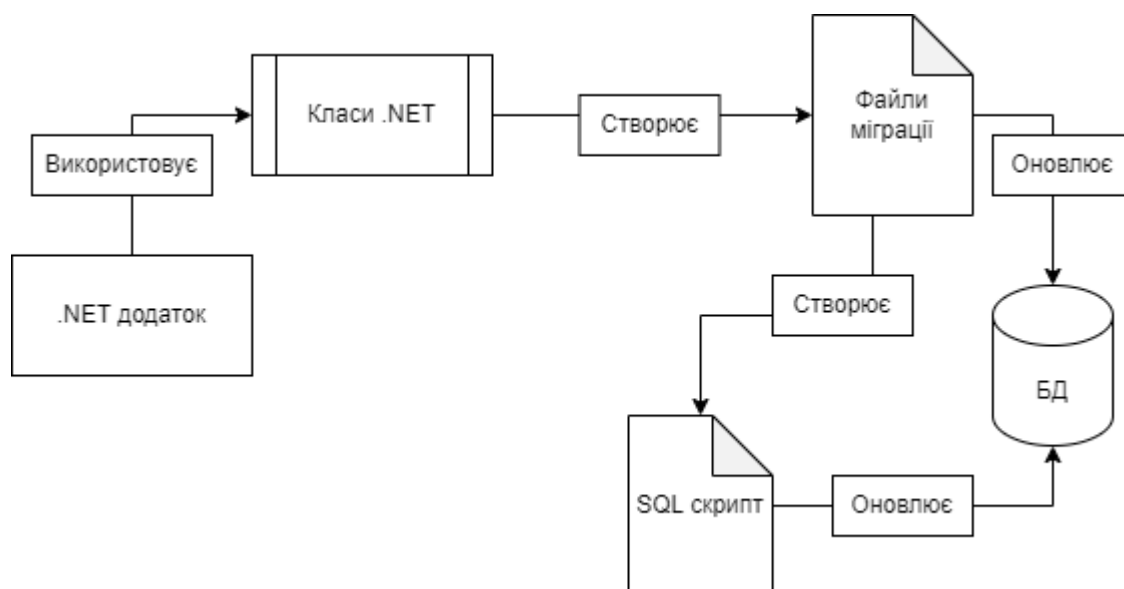 Класи .NET
Створює
Файли
міграції
Використовує
Оновлює
.NET додаток
Створює
БД
SQL скрипт
Оновлює